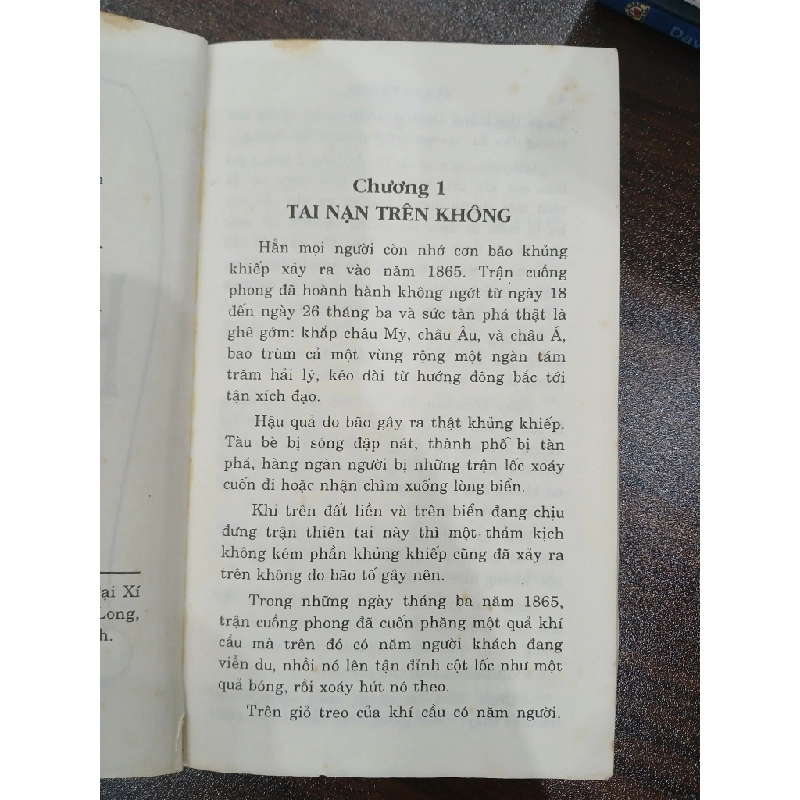 Dav
ại Xí
Long,
h.
Chương 1
TAI NẠN TRÊN KHÔNG
Hẳn mọi người còn nhớ cơn bão khủng
khiếp xảy ra vào năm 1865. Trận cuồng
phong đã hoành hành không ngớt từ ngày 18
đến ngày 26 tháng ba và sức tàn phá thật là
ghê gớm: khắp châu Mỹ, châu Âu, và châu Á,
bao trùm cả một vùng rộng một ngàn tám
trăm hải lý, kéo dài từ hướng đông bắc tới
tận xích đạo.
Hậu quả do bão gây ra thật khủng khiếp.
Tàu bè bị sóng đập nát, thành phố bị tàn
phá, hàng ngàn người bị những trận lốc xoáy
cuốn đi hoặc nhận chìm xuống lòng biển.
Khi trên đất liền và trên biển đang chịu
đựng trận thiên tai này thì một thảm kịch
không kém phần khủng khiếp cũng đã xảy ra
trên không do bão tố gây nên.
Trong những ngày tháng ba năm 1865,
trận cuồng phong đã cuốn phăng một quả khí
cầu mà trên đó có năm người khách đang
viễn du, nhồi nó lên tận đỉnh cột lốc như một
quả bóng, rồi xoáy hút nó theo.
Trên giỏ treo của khí cầu có năm người.